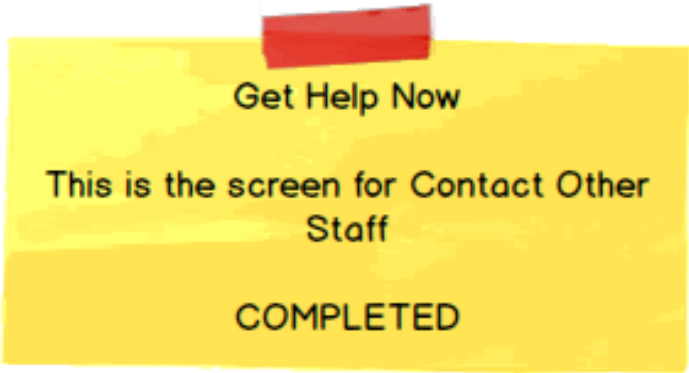 Get Help Now
This is the screen for Contact Other
Staff
COMPLETED